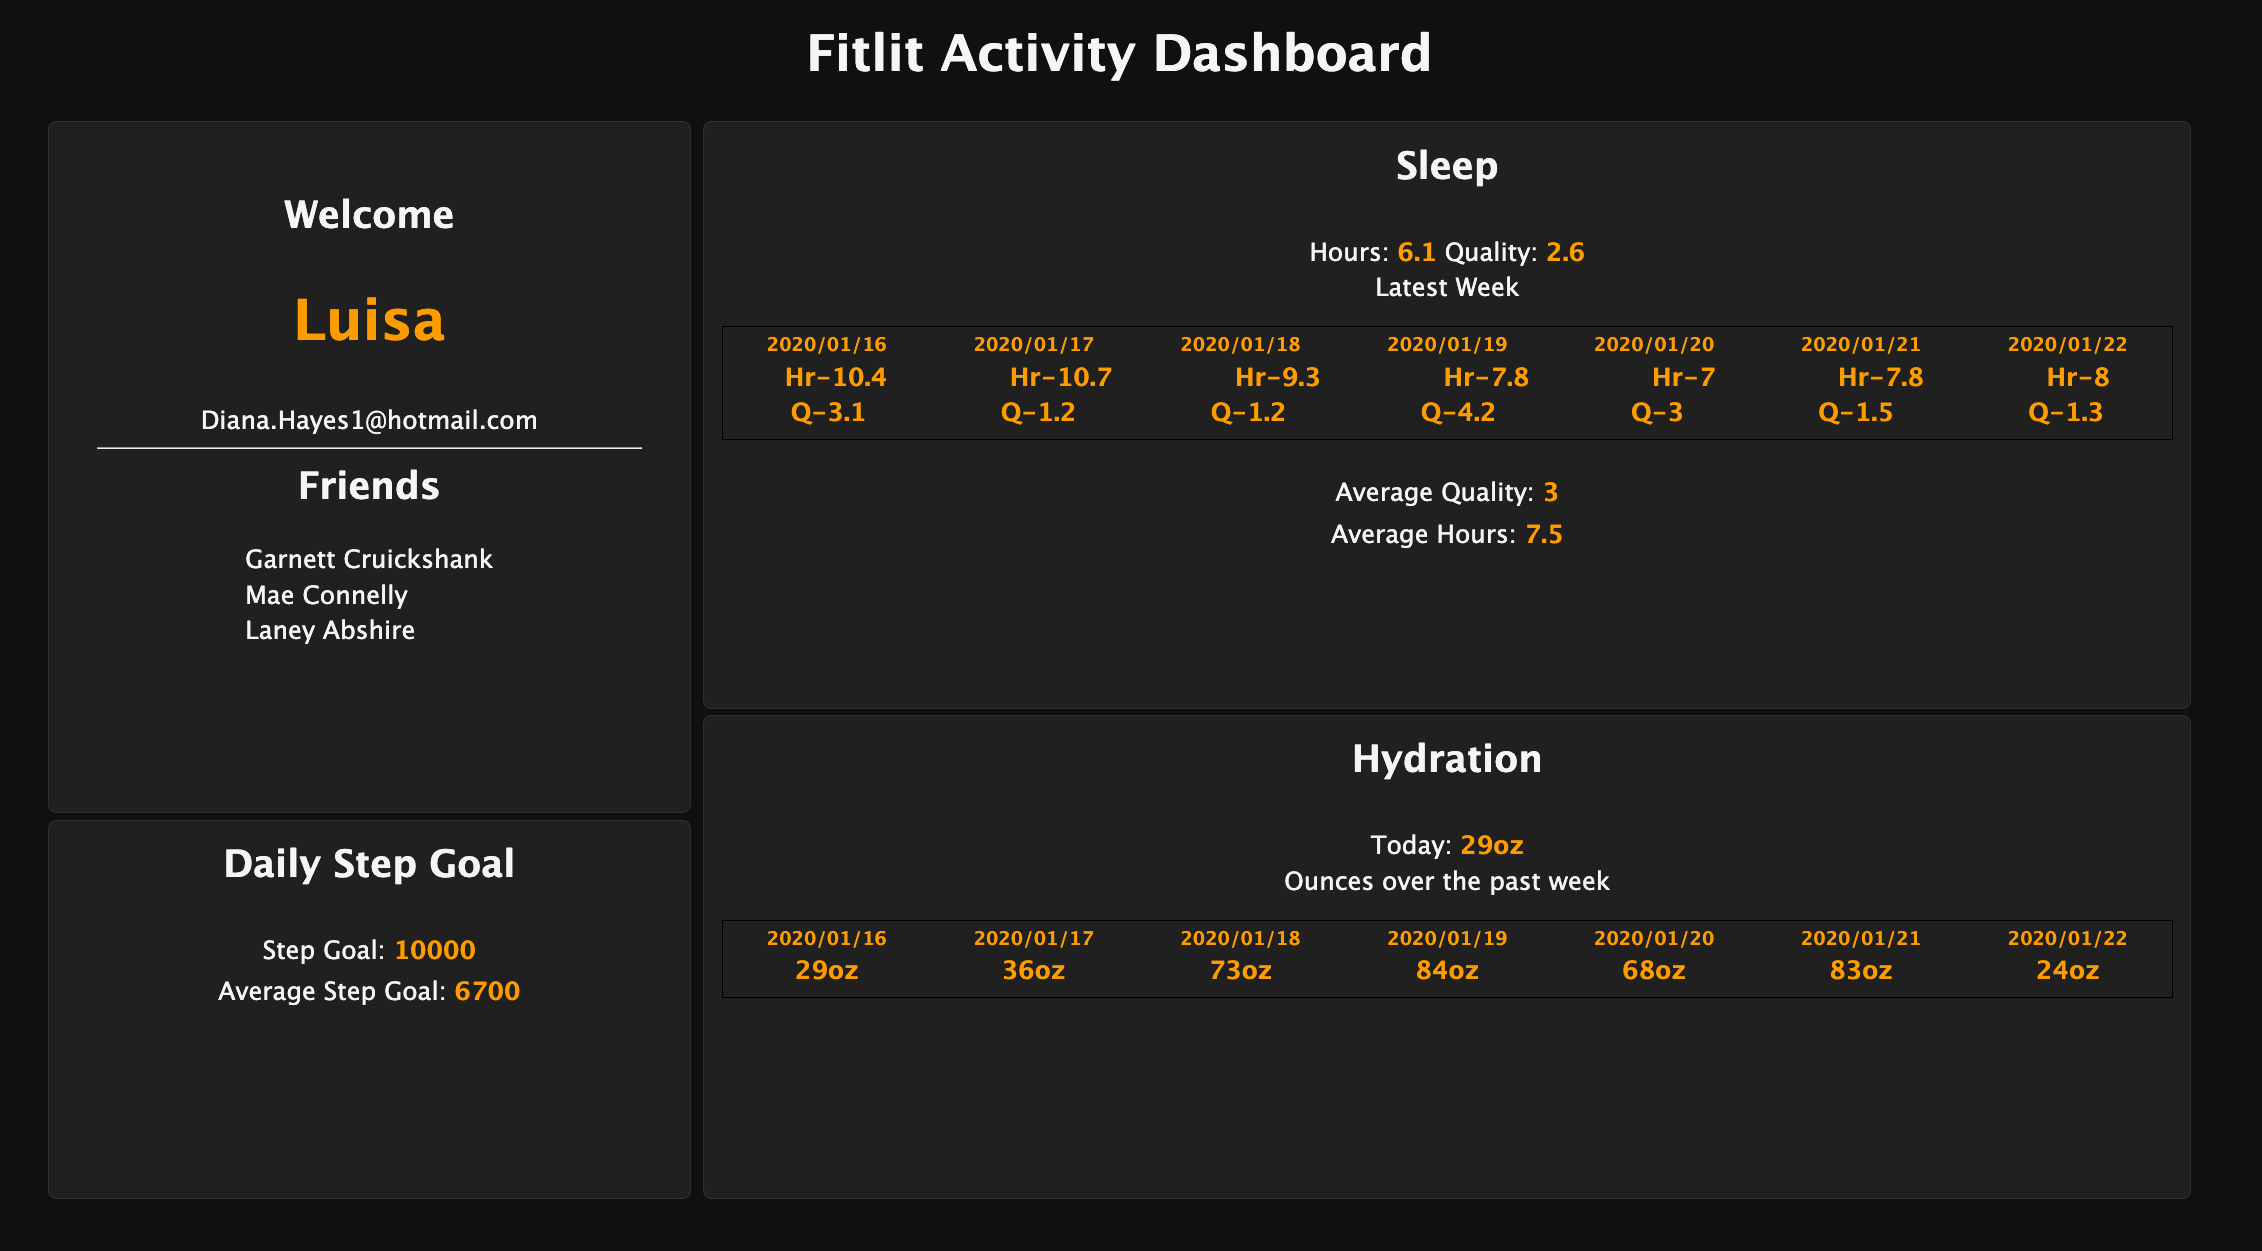 Fitlit Activity Dashboard
Welcome
Luisa
Diana.Hayes1@hotmail.com
Friends
Garnett Cruickshank
Mae Connelly
Laney Abshire
Daily Step Goal
Step Goal: 10000
Average Step Goal: 6700
Sleep
Hours: 6.1 Quality: 2.6
Latest Week
2020/01/16 2020/01/17 2020/01/18 2020/01/19 2020/01/20 2020/01/21 2020/01/22
Hr-10.4 Hr-10.7 Hr-9.3 Hr-7.8 Hr-7 Hr-7.8 Hr-8
Q-3.1 Q-1.2 Q-1.2 Q-4.2 Q-3 Q-1.5 Q-1.3
Average Quality: 3
Average Hours: 7.5
Hydration
Today: 29oz
Ounces over the past week
2020/01/16 2020/01/17 2020/01/18 2020/01/19 2020/01/20 2020/01/21 2020/01/22
29oz 36oz 73oz 84oz 68oz 83oz 24oz